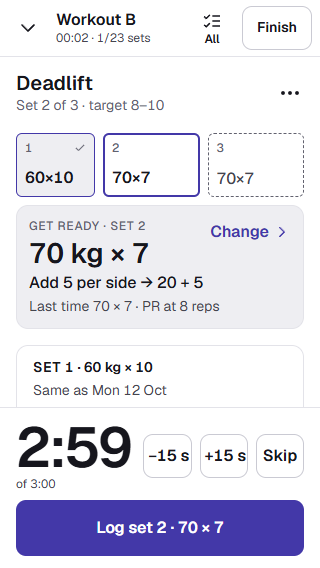 Workout B
00:02 · 1/23 sets
All
Finish
Deadlift
Set 2 of 3 · target 8–10
1
60×10
2
70×7
3
70×7
GET READY · SET 2
Change
70 kg × 7
Add 5 per side → 20 + 5
Last time 70 × 7 · PR at 8 reps
SET 1 · 60 kg × 10
Same as Mon 12 Oct
2:59
of 3:00
−15 s
+15 s
Skip
Log set 2 · 70 × 7